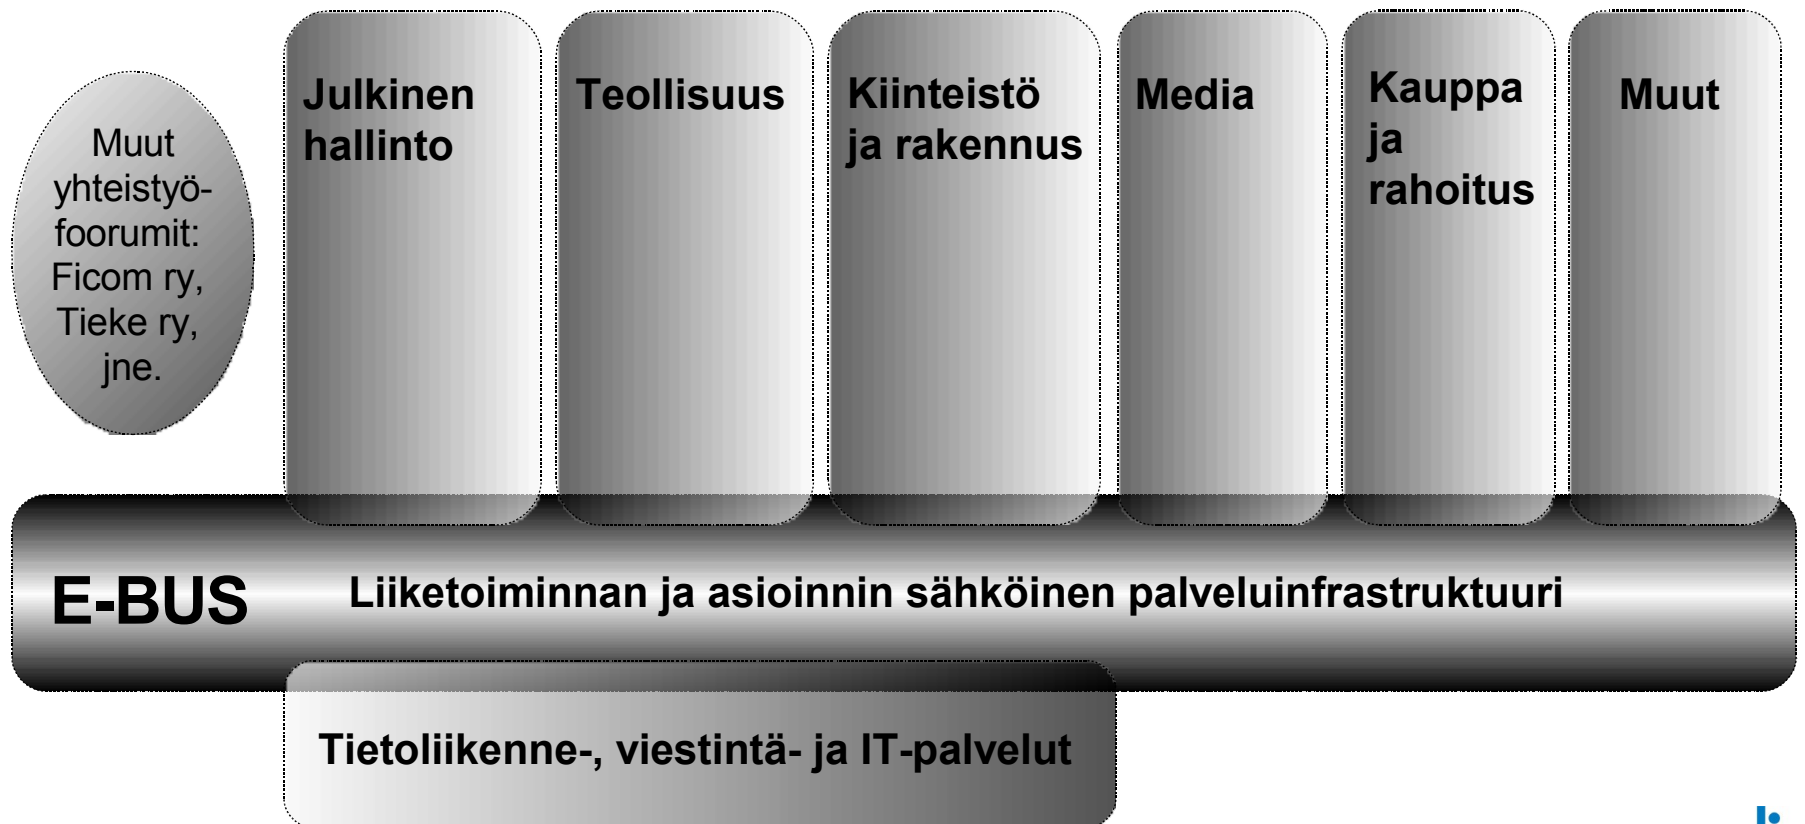 Muut
yhteistyö-
foorumit:
Ficom ry,
Tieke ry,
jne.
Julkinen
hallinto
Teollisuus
Kiinteistö
ja rakennus
Media
Kauppa
ja
rahoitus
Muut
E-BUS
Liiketoiminnan ja asioinnin sähköinen palveluinfrastruktuuri
Tietoliikenne-, viestintä- ja IT-palvelut